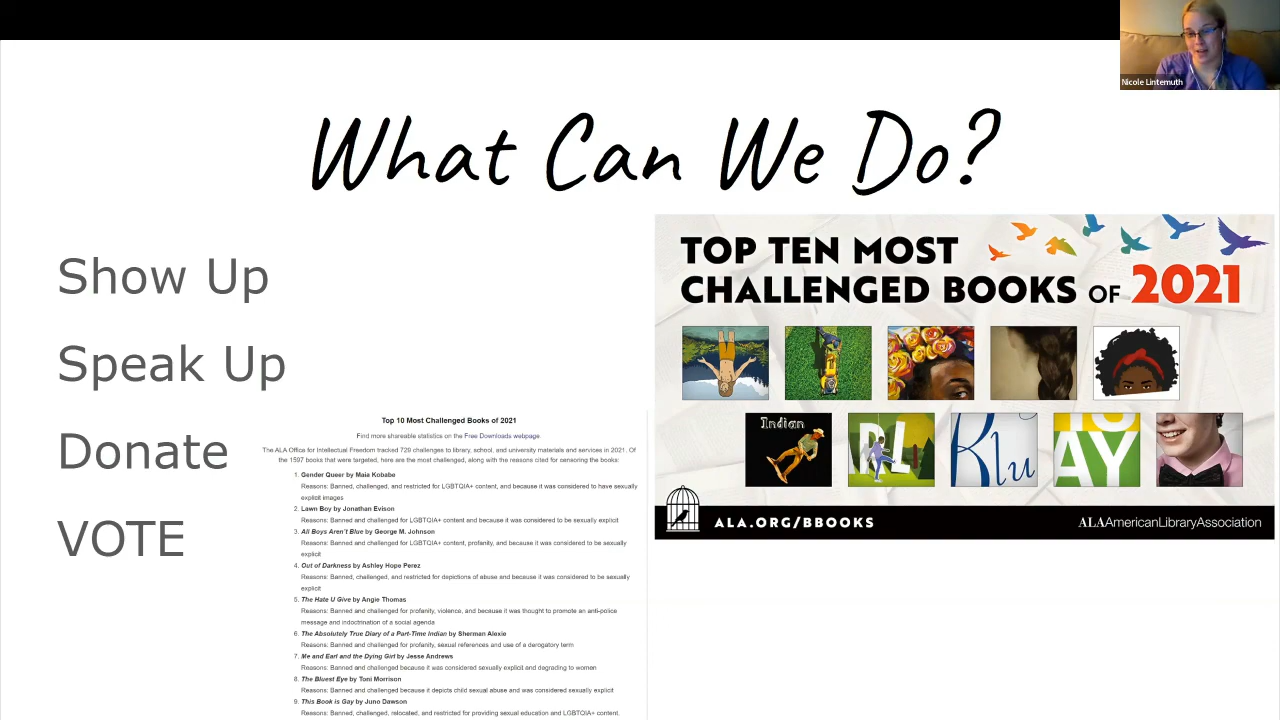 Nicole Lintemuth
What Can We Do?
Show Up
Speak Up
Donate
VOTE
Top 10 Most Challenged Books of 2021
Find more shareable statistics on the Free Downloads webpage.
The ALA Office for Intellectual Freedom tracked 729 challenges to library, school, and university materials and services in 2021. Of
the 1597 books that were targeted, here are the most challenged, along with the reasons cited for censoring the books:
1. Gender Queer by Maia Kobabe
Reasons: Banned, challenged, and restricted for LGBTQIA+ content, and because it was considered to have sexually
explicit images
2. Lawn Boy by Jonathan Evison
Reasons: Banned and challenged for LGBTQIA+ content and because it was considered to be sexually explicit
3. All Boys Aren't Blue by George M. Johnson
Reasons: Banned and challenged for LGBTQIA+ content, profanity, and because it was considered to be sexually
explicit
4. Out of Darkness by Ashley Hope Perez
Reasons: Banned, challenged, and restricted for depictions of abuse and because it was considered to be sexually
explicit
5. The Hate U Give by Angie Thomas
Reasons: Banned and challenged for profanity, violence, and because it was thought to promote an anti-police
message and indoctrination of a social agenda
6. The Absolutely True Diary of a Part-Time Indian by Sherman Alexie
Reasons: Banned and challenged for profanity, sexual references and use of a derogatory term
7. Me and Earl and the Dying Girl by Jesse Andrews
Reasons: Banned and challenged because it was considered sexually explicit and degrading to women
8. The Bluest Eye by Toni Morrison
Reasons: Banned and challenged because it depicts child sexual abuse and was considered sexually explicit
9. This Book is Gay by Juno Dawson
Reasons: Banned, challenged, relocated, and restricted for providing sexual education and LGBTQIA+ content.
TOP TEN MOST
CHALLENGED BOOKS OF 2021
Indian
RL
Blu
AY
ALA.ORG/BBOOKS
ALAAmericanLibraryAssociation